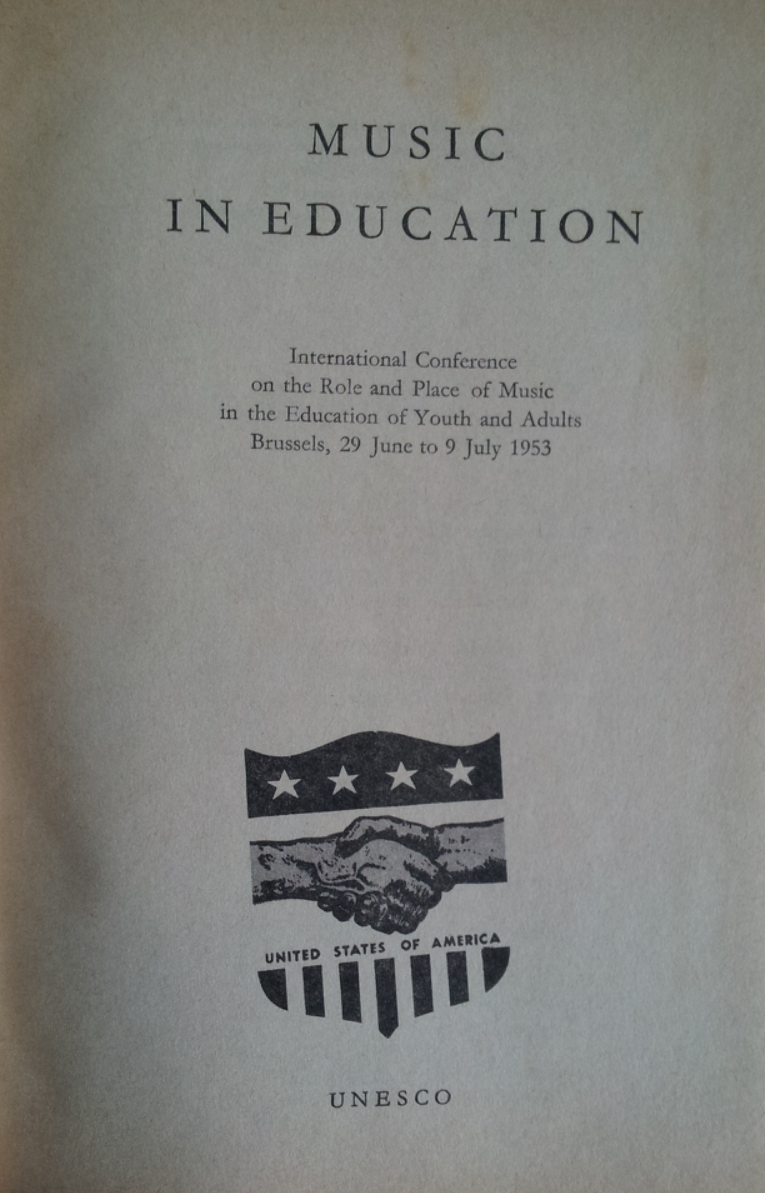 MUSIC
IN EDUCATION
International Conference
on the Role and Place of Music
in the Education of Youth and Adults
Brussels, 29 June to 9 July 1953
UNITED STATES OF AMERICA
UNESCO